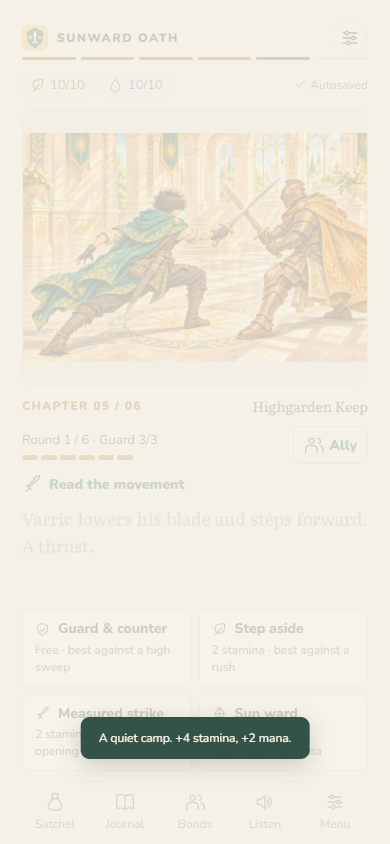 SUNWARD OATH
10/10
10/10
Autosaved
CHAPTER 05 / 06
Highgarden Keep
Round 1 / 6 · Guard 3/3
Ally
Read the movement
Varric lowers his blade and steps forward.
A thrust.
Guard & counter
Free · best against a high
sweep
Step aside
2 stamina · best against a
rush
Measured strike
2 stamin
opening
Sun ward
na
A quiet camp. +4 stamina, +2 mana.
Satchel
Journal
Bonds
Listen
Menu